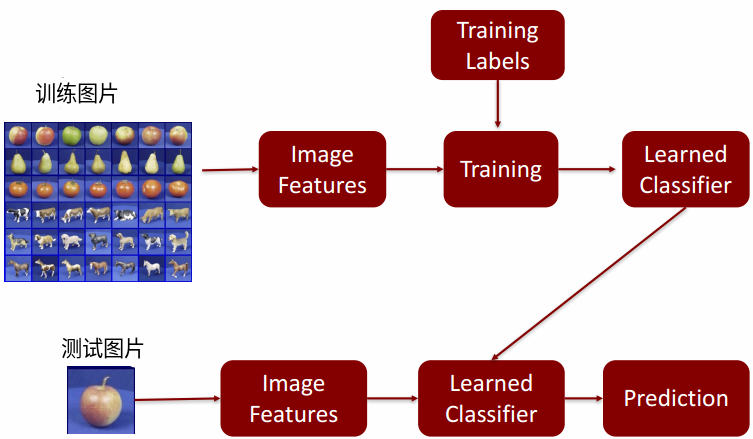 Training
Labels
训练图片
Image
Features
Training
Learned
Classifier
测试图片
Image
Features
Learned
Classifier
Prediction